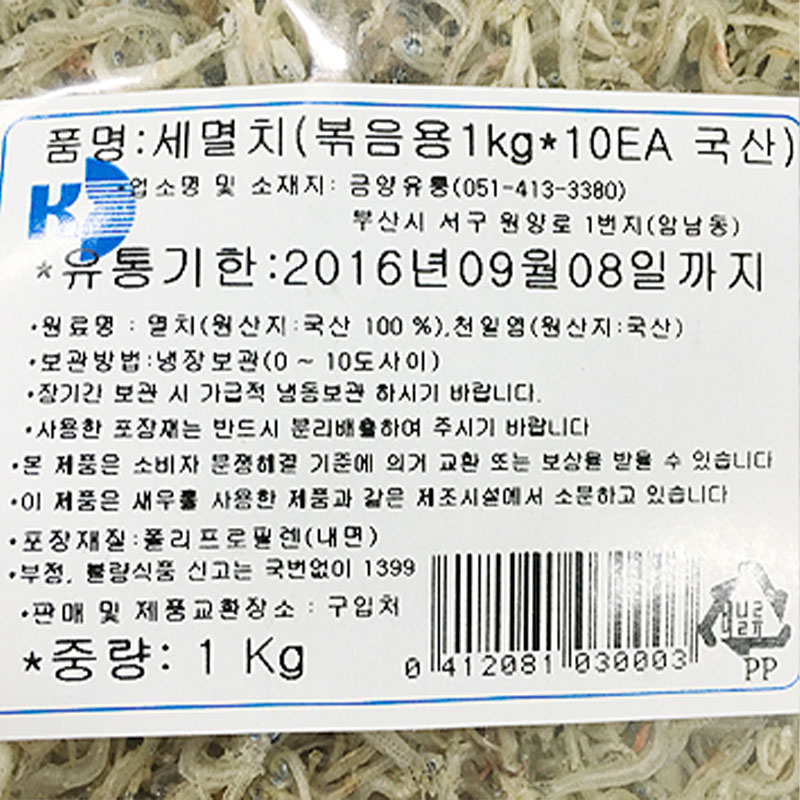 품명:세멸치(볶음용1kg*10EA 국산)
K
•업소명 및 소재지: 금양유통(051-413-3380)
부산시 서구 원양로 1번지(암남동)
*유통기한:2016년09월08일까지
•원료명 : 멸치(원산지:국산 100 %),천일염(원산지:국산)
•보관방법:냉장보관(0 ~ 10도사이)
•장기간 보관 시 가급적 냉동보관 하시기 바랍니다.
•사용한 포장재는 반드시 분리배출하여 주시기 바랍니다
•본 제품은 소비자 분쟁해결 기준에 의거 교환 또는 보상을 받을 수 있습니다
•이 제품은 새우를 사용한 제품과 같은 제조시설에서 소분하고 있습니다
•포장재질:폴리프로필렌(내면)
•부정, 불량식품 신고는 국번없이 1399
•판매 및 제품교환장소 : 구입처
*중량: 1 Kg
0 412081 030003
비닐류
PP